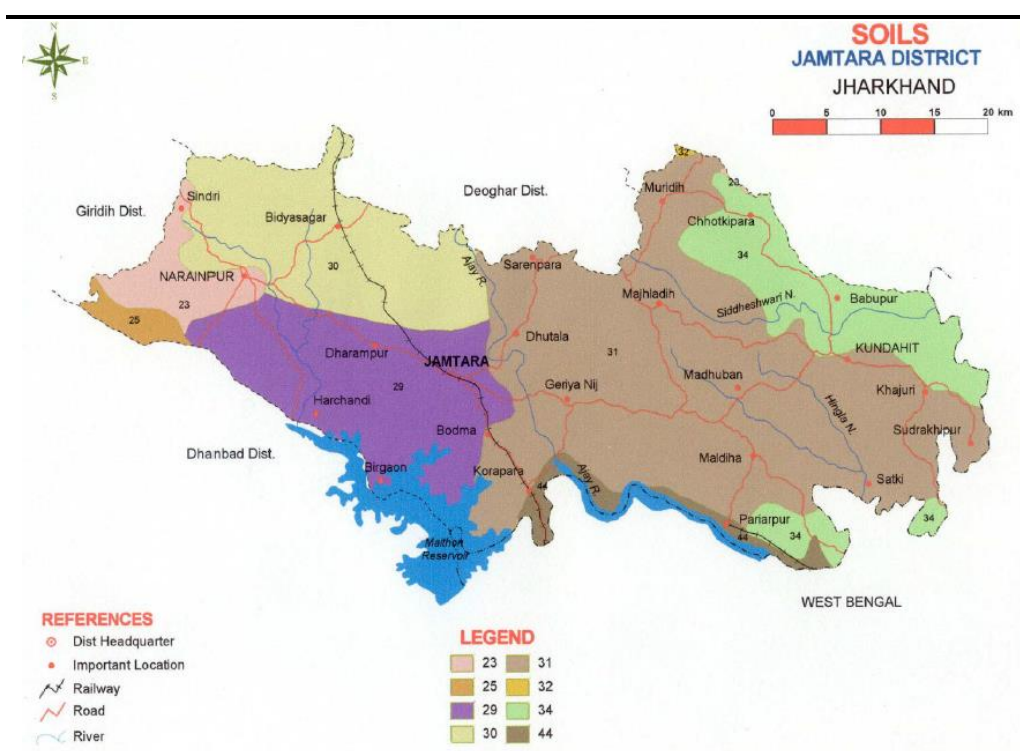 N
E
S
SOILS
JAMTARA DISTRICT
JHARKHAND
0 5 10 15 20 km
32
Muridih
23
Deoghar Dist.
Sindri
Giridih Dist.
Bidyasagar
Chhotkipara
34
30
Ajay R.
Sarenpara
NARAINPUR
Majhladih
Siddheshwari N.
Babupur
23
25
Dharampur
JAMTARA
Dhutala
31
KUNDAHIT
29
Geriya Nij
Madhuban
Khajuri
Harchandi
Hingla N.
Bodma
Sudrakhipur
Dhanbad Dist.
Birgaon
Korapara
44
Ajay R.
Maldiha
Satki
Pariarpur
34
34
44
Maithon
Reservoir
WEST BENGAL
REFERENCES
Dist Headquarter
Important Location
Railway
Road
River
LEGEND
23 31
25 32
29 34
30 44